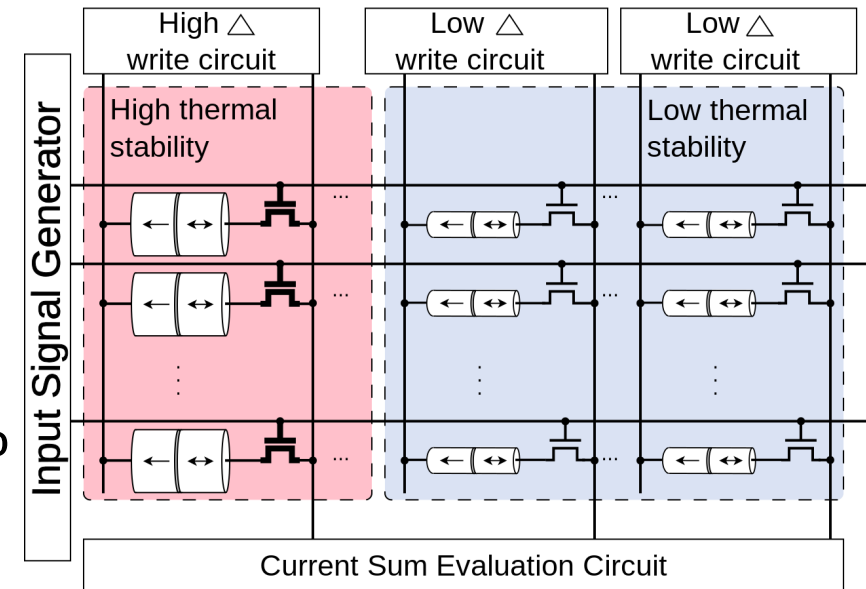 High △
write circuit
Low △
write circuit
Low △
write circuit
Input Signal Generator
High thermal
stability
Low thermal
stability
...
...
...
...
...
...
Current Sum Evaluation Circuit